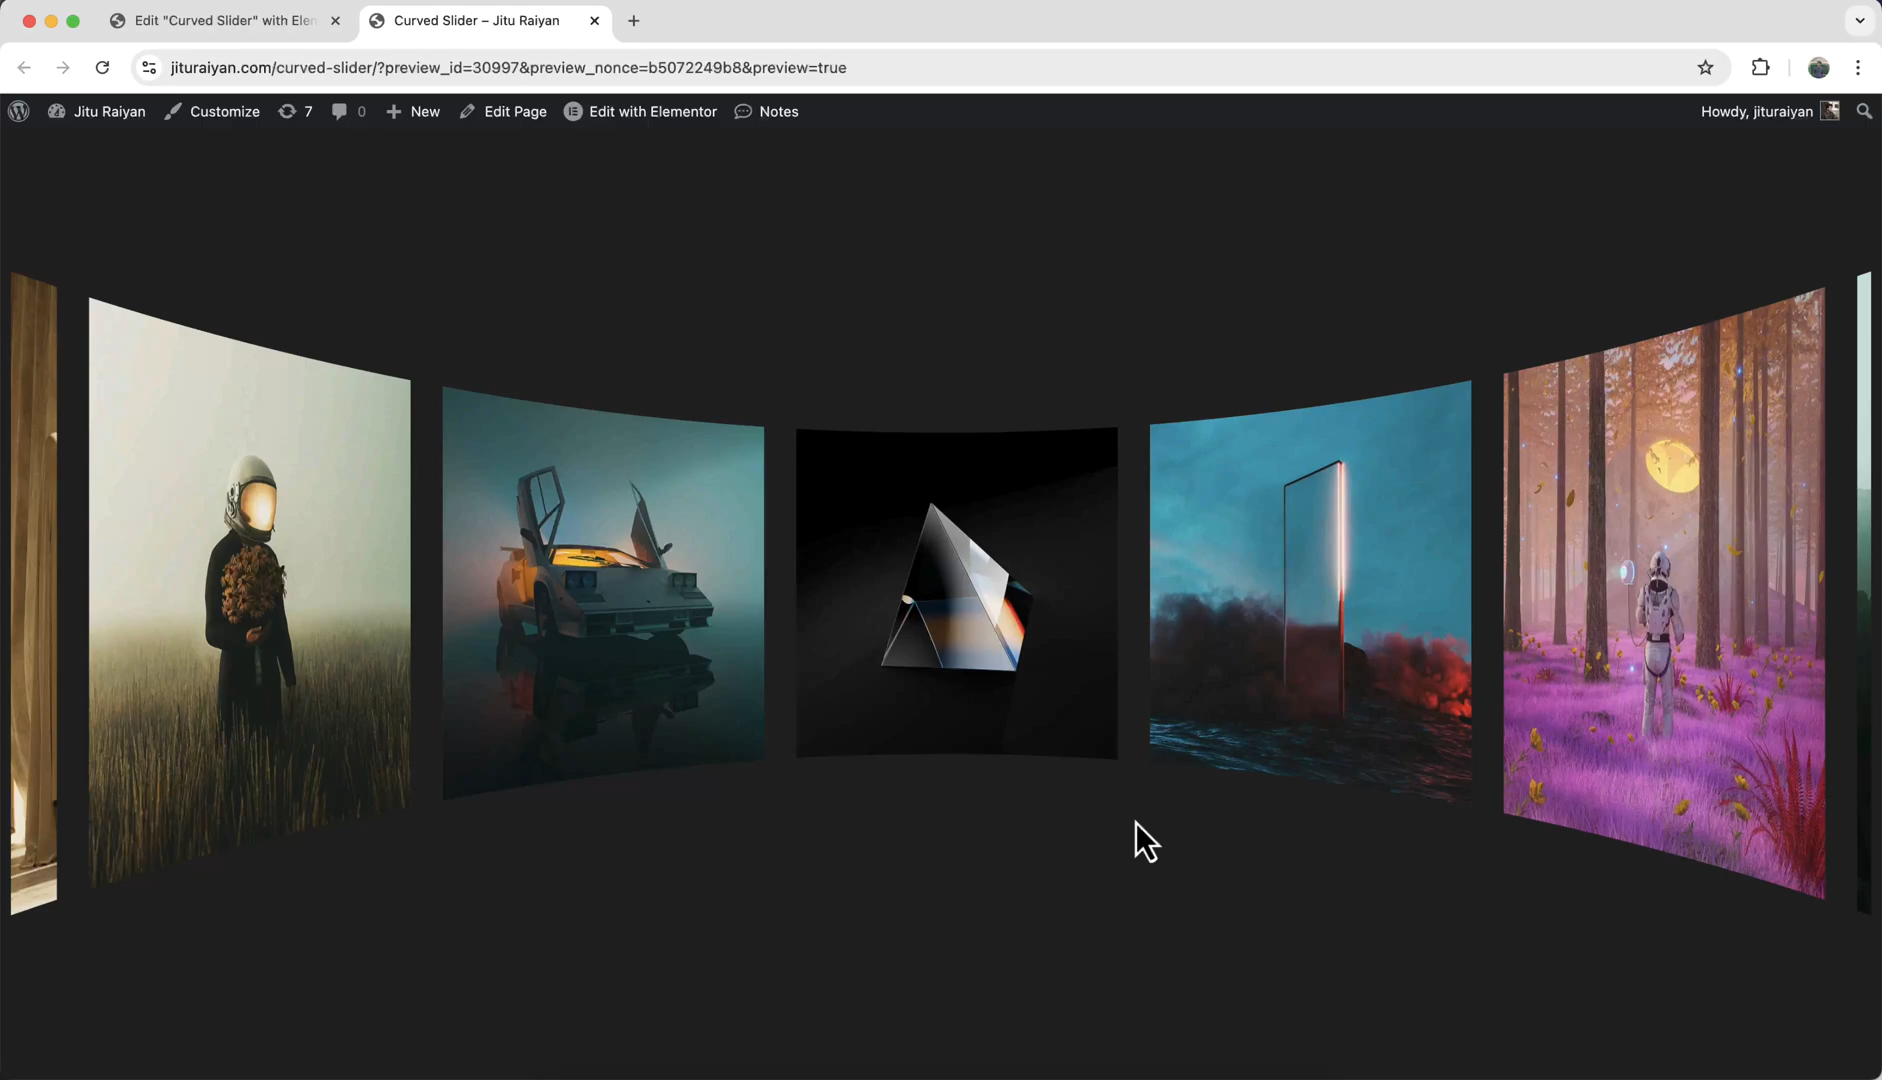 Edit "Curved Slider" with Elem
Curved Slider – Jitu Raiyan
jituraiyan.com/curved-slider/?preview_id=30997&preview_nonce=b5072249b8&preview=true
Jitu Raiyan
Customize
7
0
New
Edit Page
Edit with Elementor
Notes
Howdy, jituraiyan